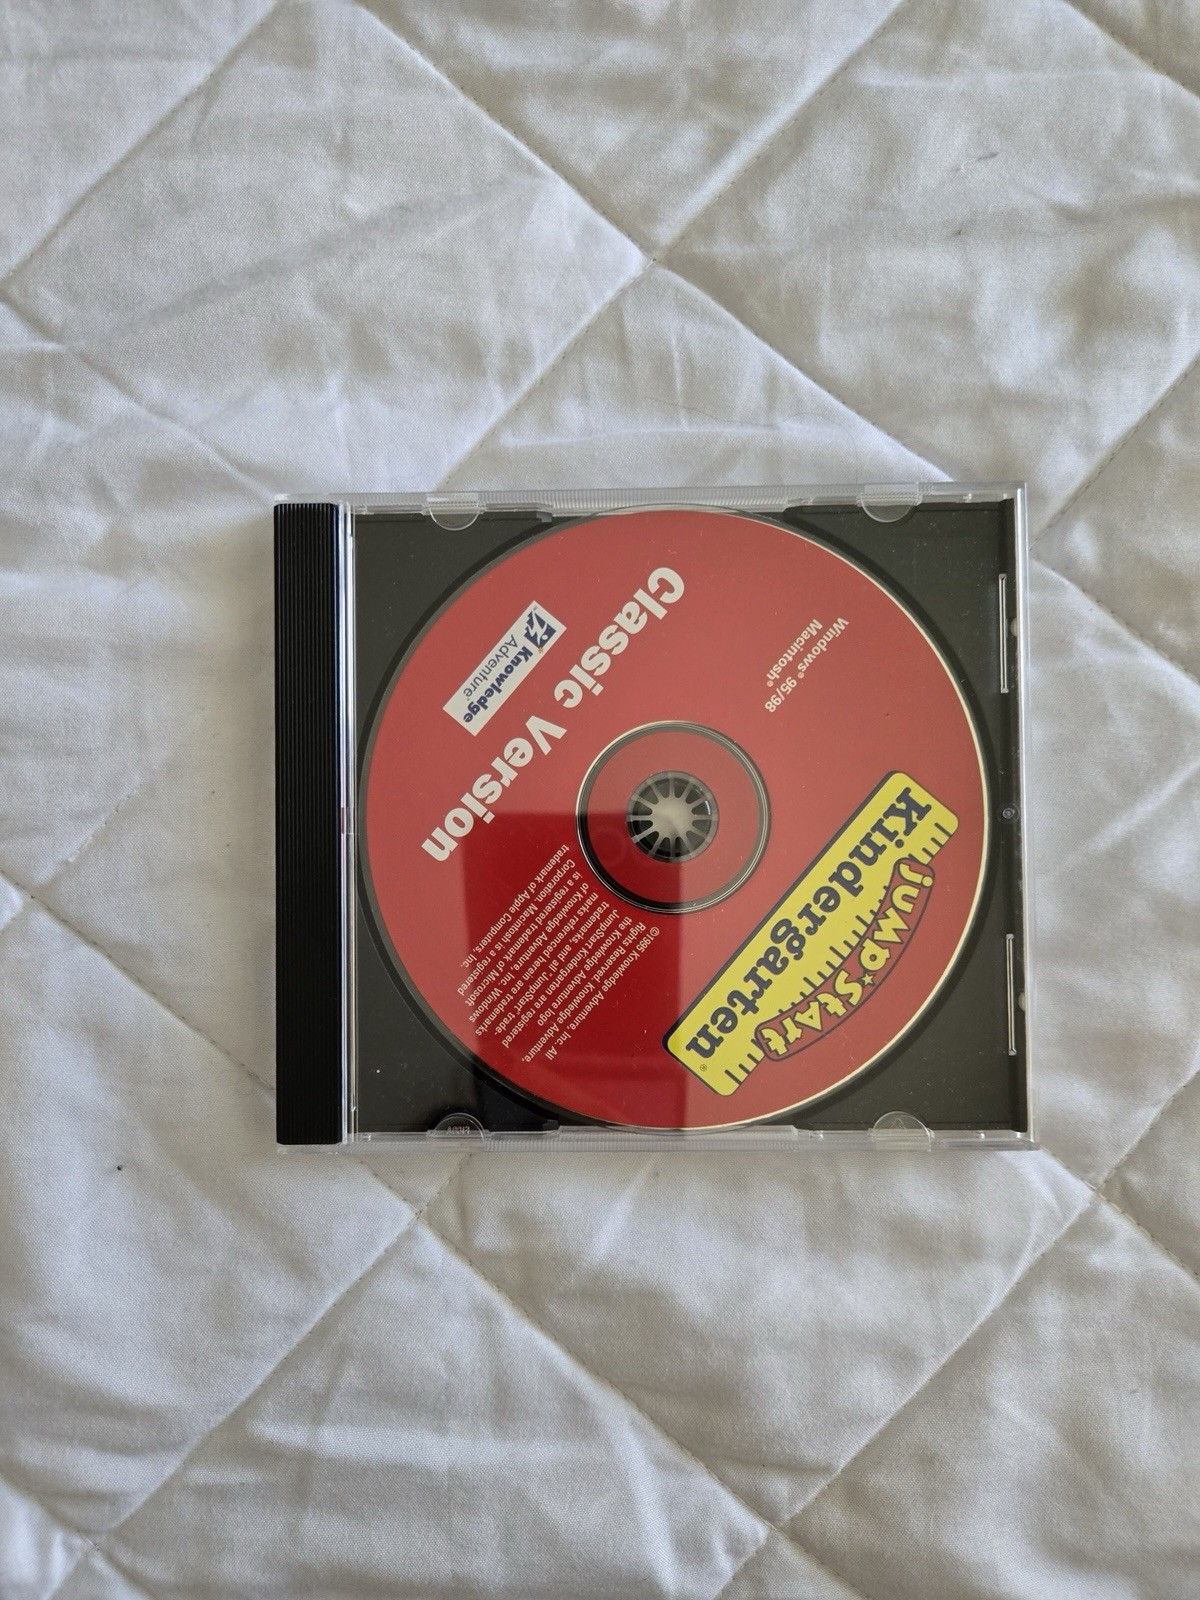 JumpStart
Kindergarten®
Windows® 95/98
Macintosh®
Classic Version
Knowledge
Adventure®
©1995 Knowledge Adventure, Inc. All
Rights Reserved. Knowledge Adventure,
the Knowledge Adventure logo
JumpStart Kindergarten are registered
trademarks, and all "JumpStart" trade-
marks referenced herein are trademarks
of Knowledge Adventure, Inc. Windows
is a registered trademark of Microsoft
Corporation. Macintosh is a registered
trademark of Apple Computers, Inc.